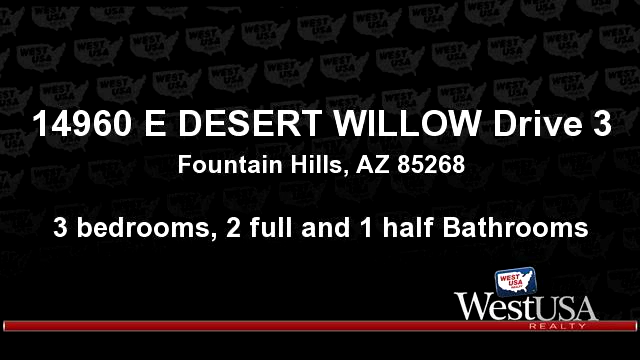 14960 E DESERT WILLOW Drive 3
Fountain Hills, AZ 85268
3 bedrooms, 2 full and 1 half Bathrooms
WEST
USA
REALTY
WestUSA
REALTY